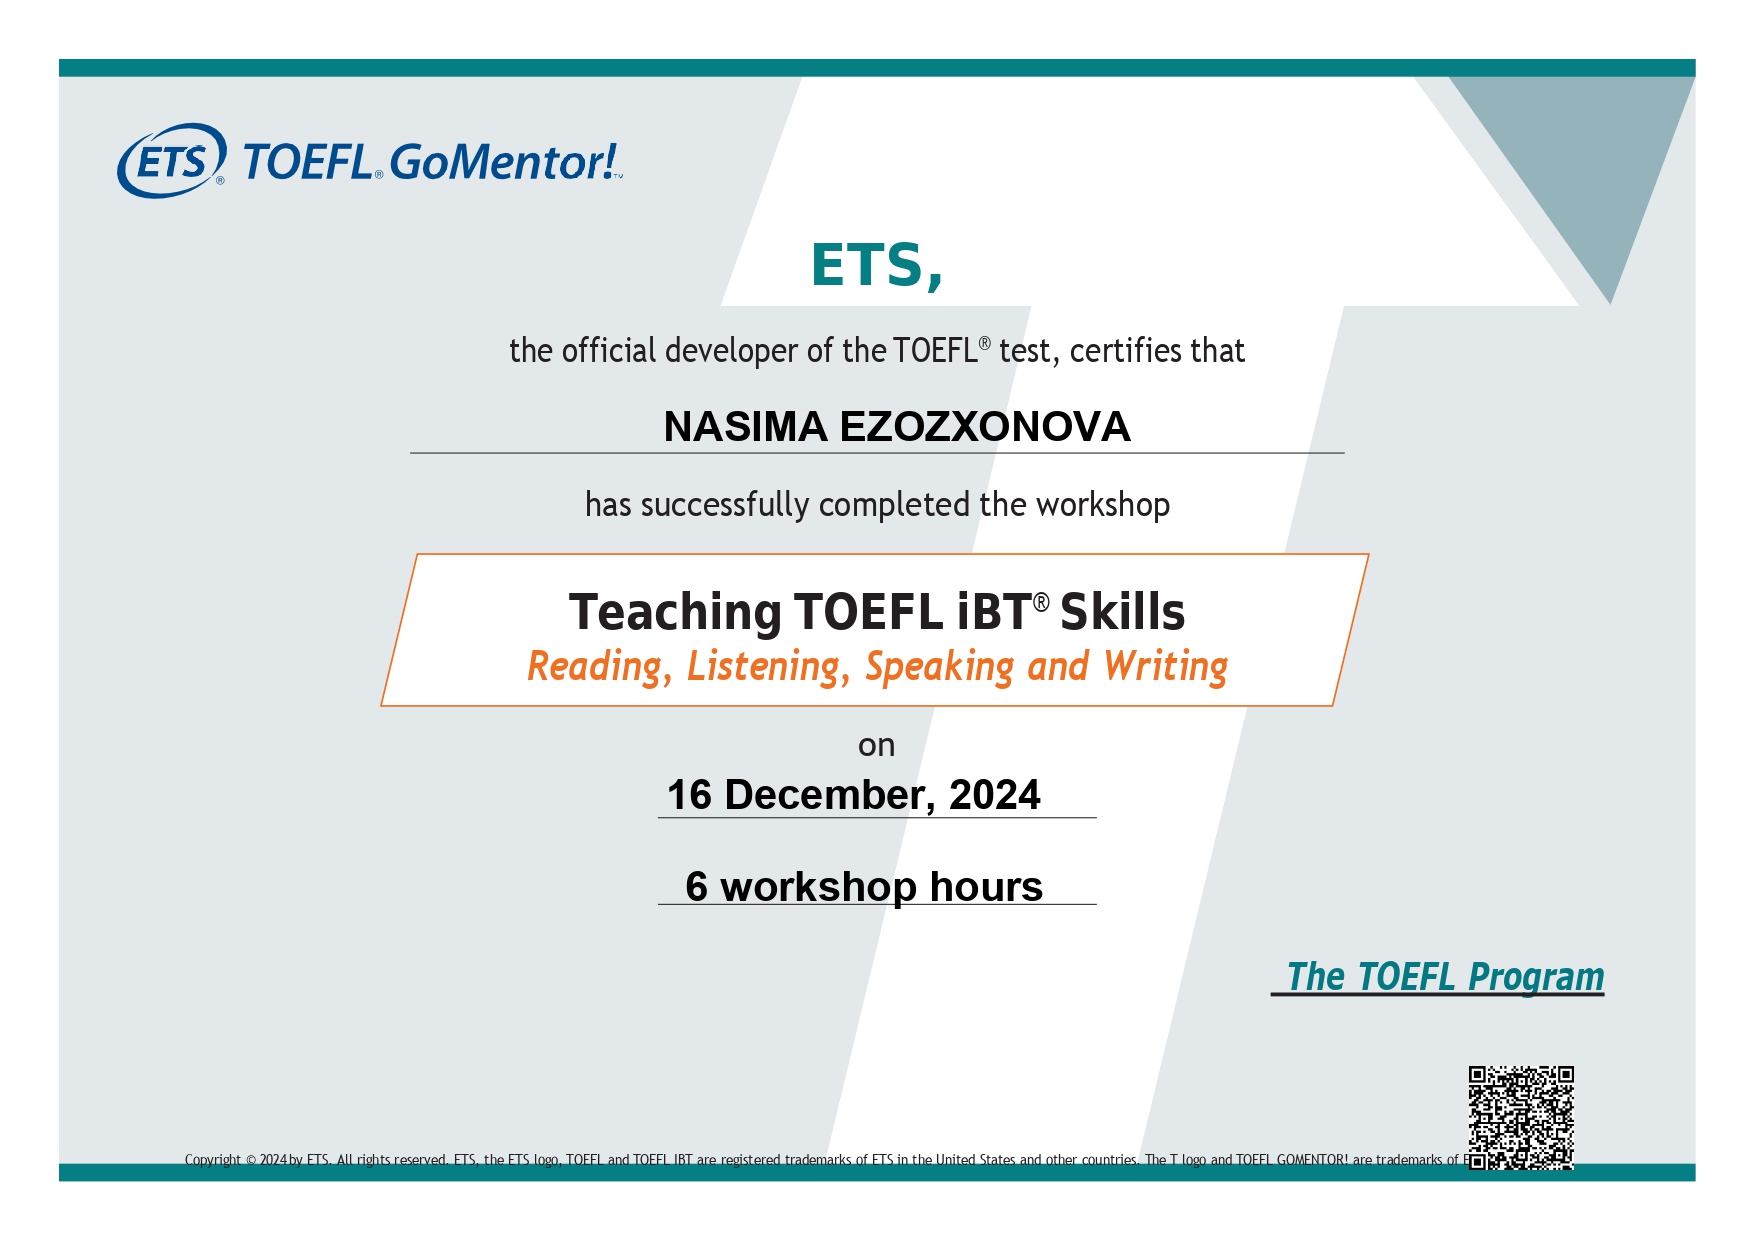 ETS® TOEFL® GoMentor!™
ETS,
the official developer of the TOEFL® test, certifies that
NASIMA EZOZXONOVA
has successfully completed the workshop
Teaching TOEFL iBT® Skills
Reading, Listening, Speaking and Writing
on
16 December, 2024
6 workshop hours
The TOEFL Program
Copyright © 2024 by ETS. All rights reserved. ETS, the ETS logo, TOEFL and TOEFL IBT are registered trademarks of ETS in the United States and other countries. The T logo and TOEFL GOMENTOR! are trademarks of